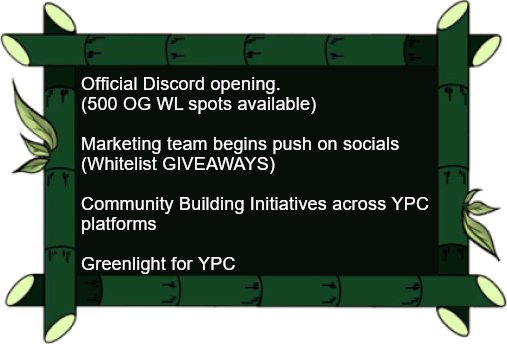 Official Discord opening.
(500 OG WL spots available)
Marketing team begins push on socials
(Whitelist GIVEAWAYS)
Community Building Initiatives across YPC
platforms
Greenlight for YPC